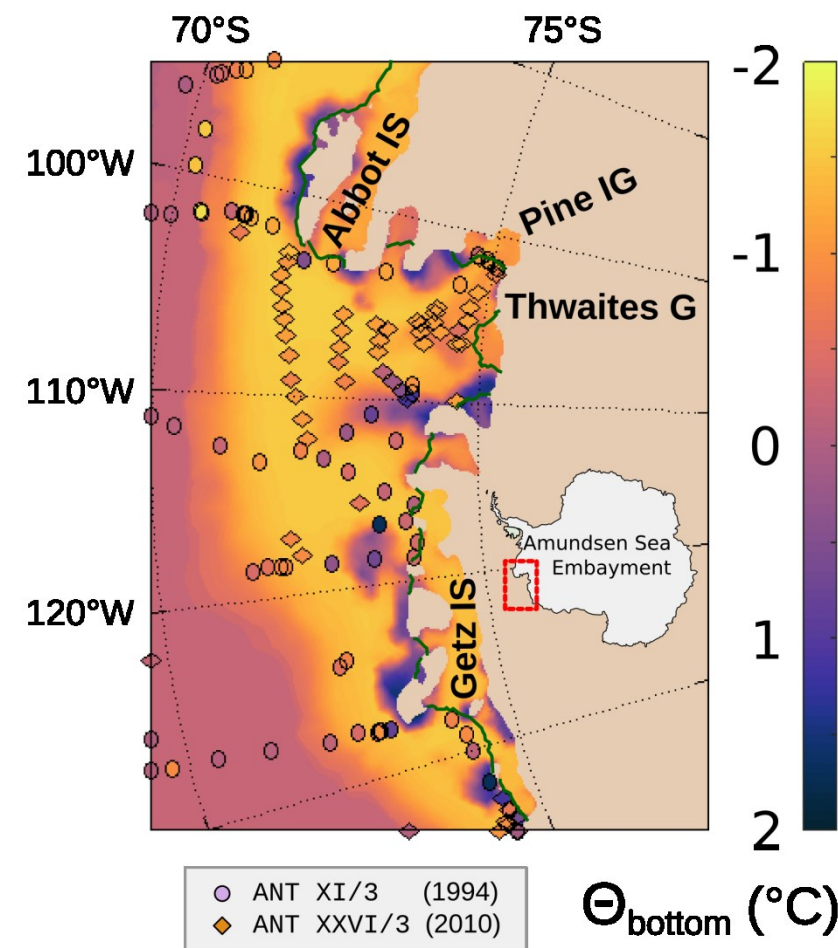 70°S 75°S
-2
100°W
Abbot IS
Pine IG
-1
Thwaites G
110°W
0
Amundsen Sea
Embayment
120°W
Getz IS
1
2
ANT XI/3 (1994)
ANT XXVI/3 (2010)
Θbottom (°C)